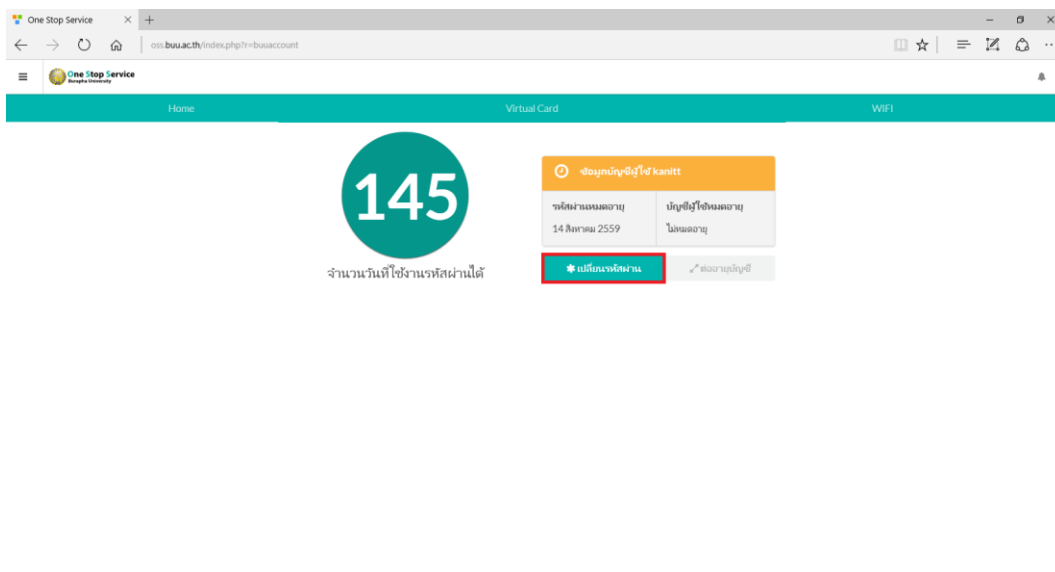 One Stop Service
oss.buu.ac.th/index.php?r=buuaccount
One Stop Service
Burapha University
Home Virtual Card WIFI
145
จำนวนวันที่ใช้งานรหัสผ่านได้
ข้อมูลบัญชีผู้ใช้ kanitt
รหัสผ่านหมดอายุ บัญชีผู้ใช้หมดอายุ
14 สิงหาคม 2559 ไม่หมดอายุ
เปลี่ยนรหัสผ่าน ต่ออายุบัญชี